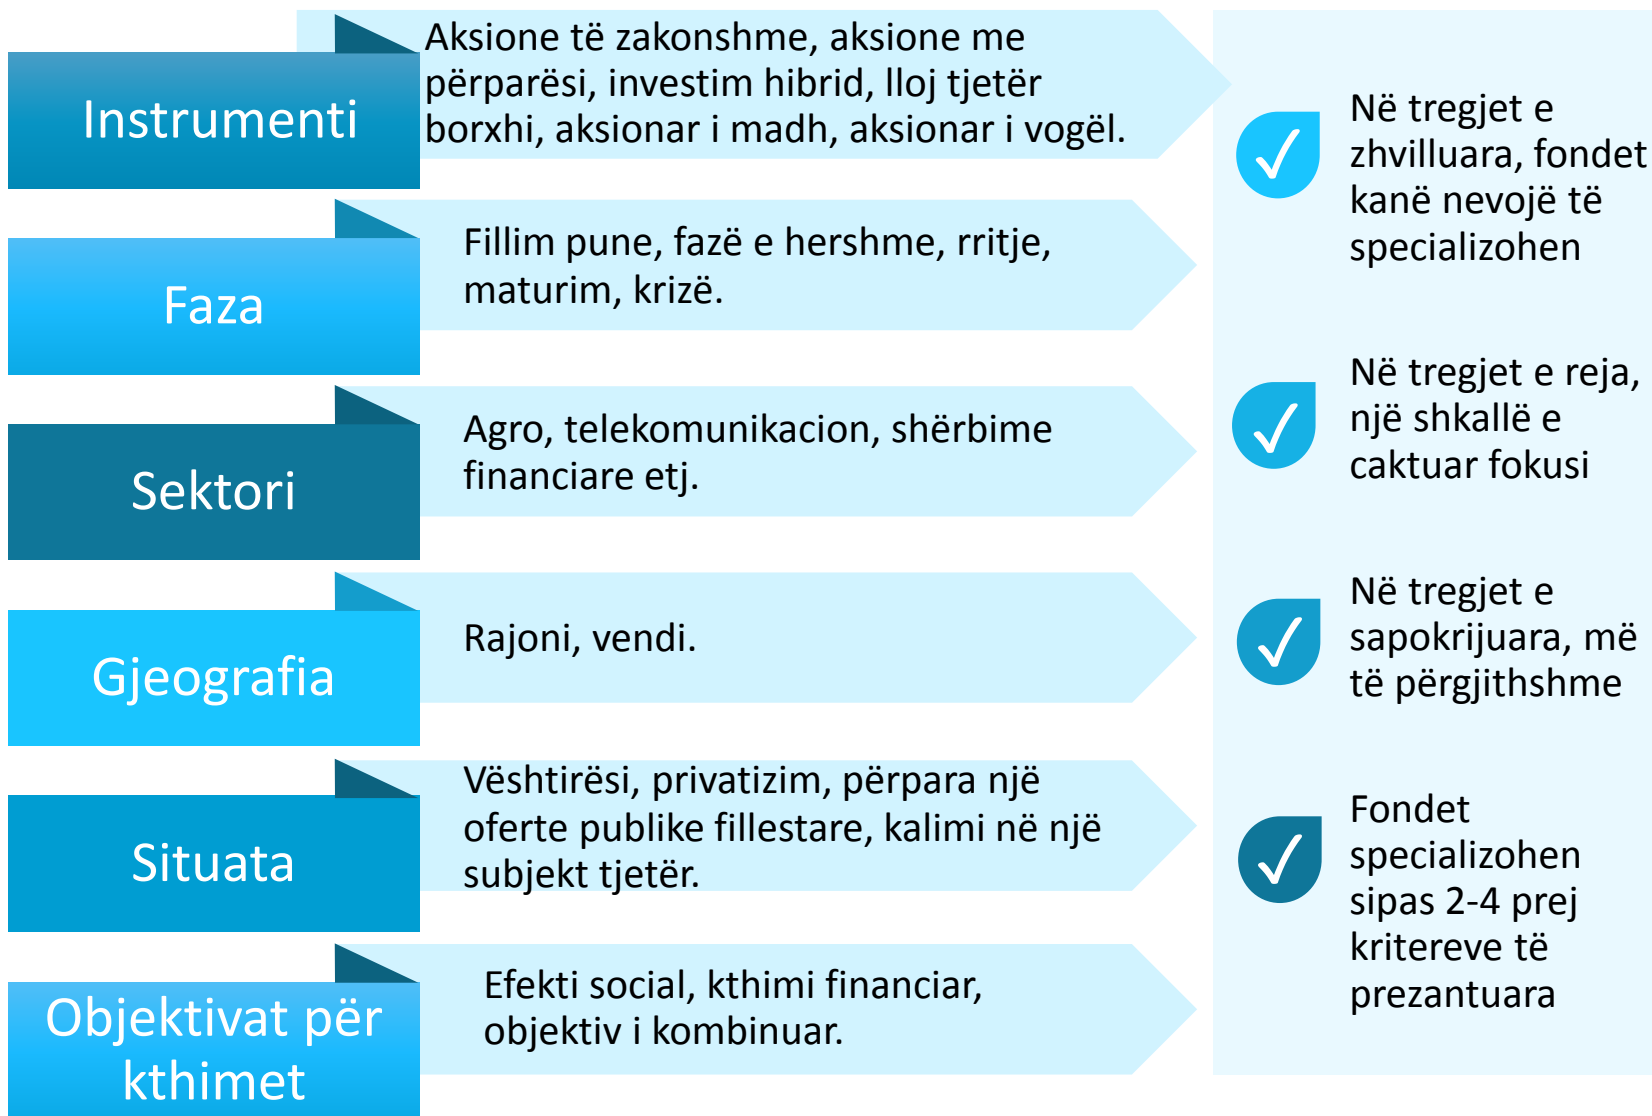 Instrumenti
Aksione të zakonshme, aksione me
përparësi, investim hibrid, lloj tjetër
borxhi, aksionar i madh, aksionar i vogël.
Faza
Fillim pune, fazë e hershme, rritje,
maturim, krizë.
Sektori
Agro, telekomunikacion, shërbime
financiare etj.
Gjeografia
Rajoni, vendi.
Situata
Vështirësi, privatizim, përpara një
oferte publike fillestare, kalimi në një
subjekt tjetër.
Objektivat për
kthimet
Efekti social, kthimi financiar,
objektiv i kombinuar.
Në tregjet e
zhvilluara, fondet
kanë nevojë të
specializohen
Në tregjet e reja,
një shkallë e
caktuar fokusi
Në tregjet e
sapokrijuara, më
të përgjithshme
Fondet
specializohen
sipas 2-4 prej
kritereve të
prezantuara